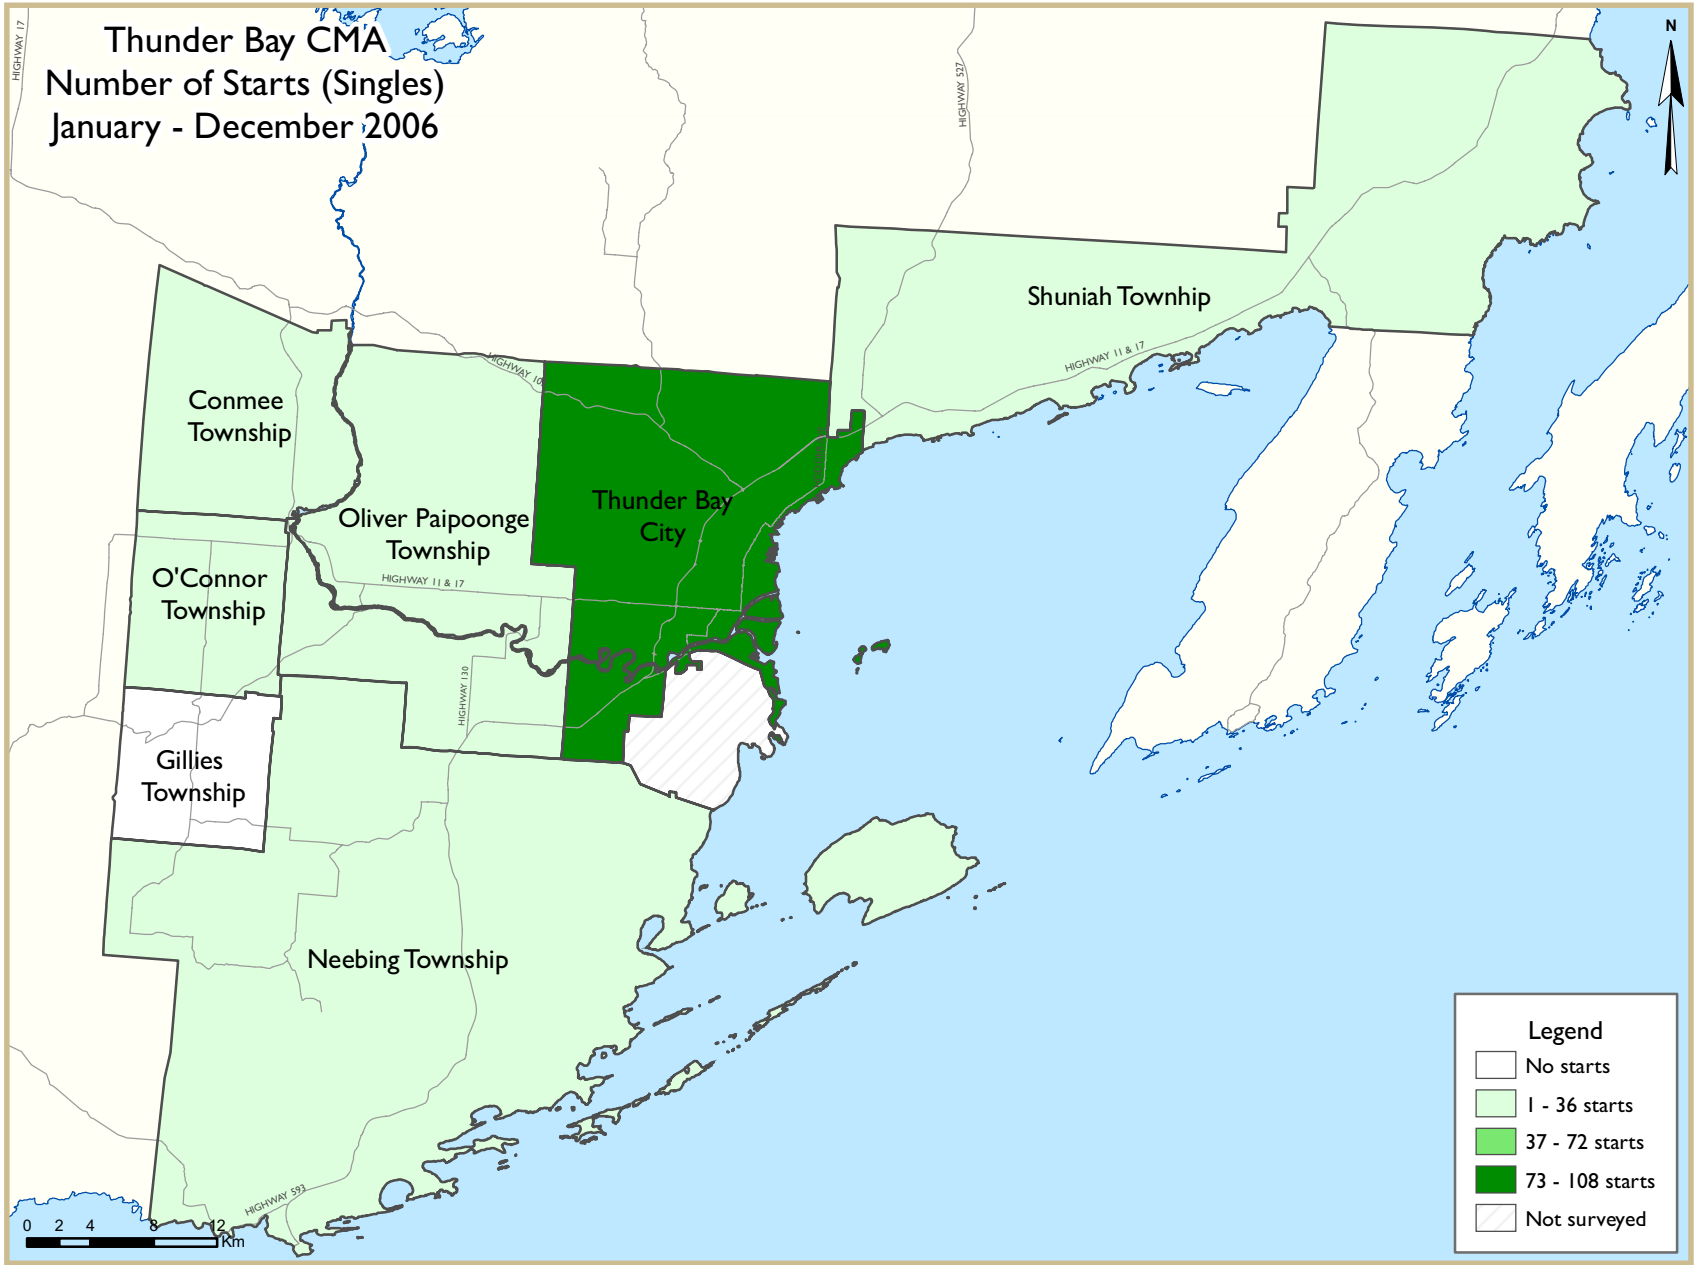 Thunder Bay CMA
Number of Starts (Singles)
January - December 2006
N
HIGHWAY 17
HIGHWAY 527
Shuniah Townhip
HIGHWAY 11 & 17
HIGHWAY 10
Conmee
Township
Thunder Bay
City
Oliver Paipoonge
Township
HIGHWAY 11 & 17
O'Connor
Township
HIGHWAY 130
Gillies
Township
Neebing Township
HIGHWAY 593
0 2 4 8 12
Km
Legend
No starts
1 - 36 starts
37 - 72 starts
73 - 108 starts
Not surveyed